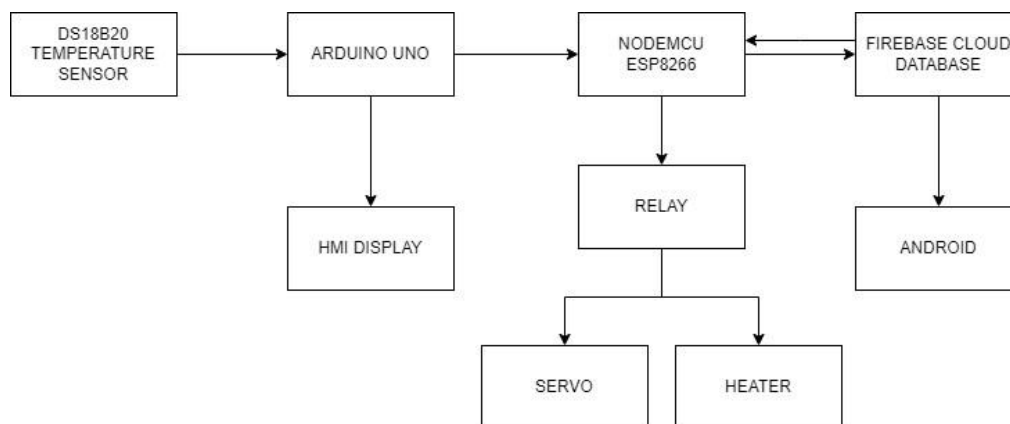 DS18B20
TEMPERATURE
SENSOR
ARDUINO UNO
NODEMCU
ESP8266
FIREBASE CLOUD
DATABASE
HMI DISPLAY
RELAY
ANDROID
SERVO
HEATER